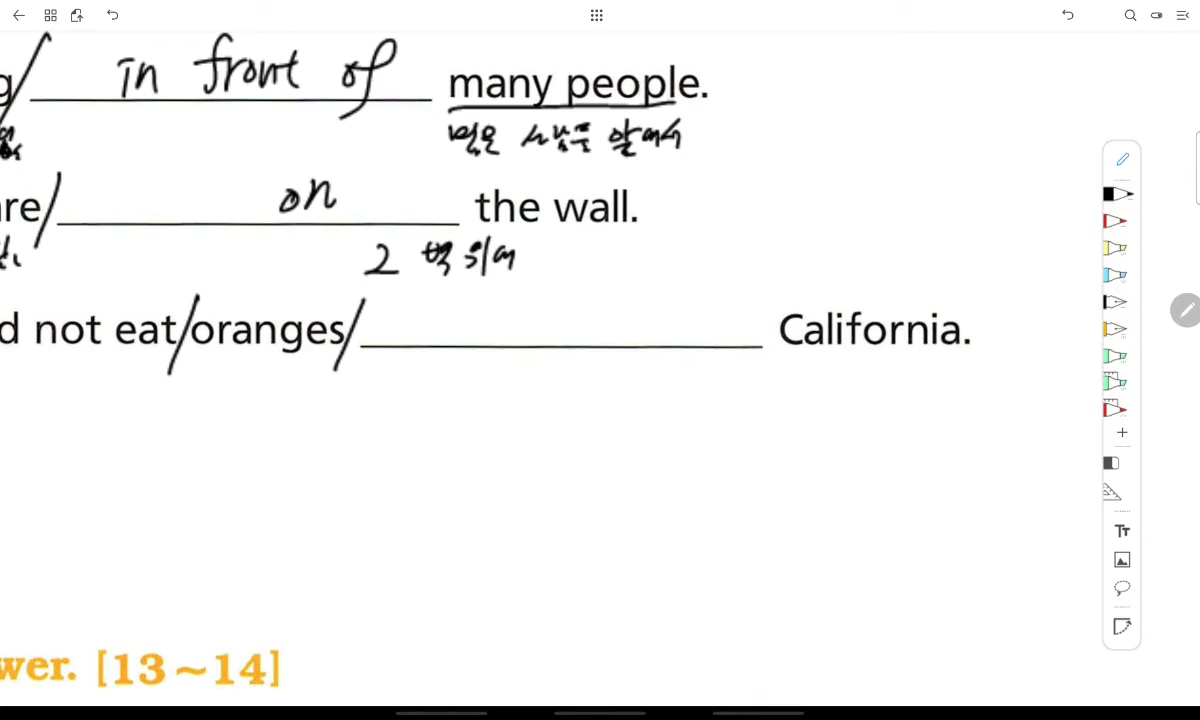 g/ in front of many people.
많은 사람들 앞에서
re/ on the wall.
2 벽 위에
d not eat/oranges/ California.
wer. [13~14]